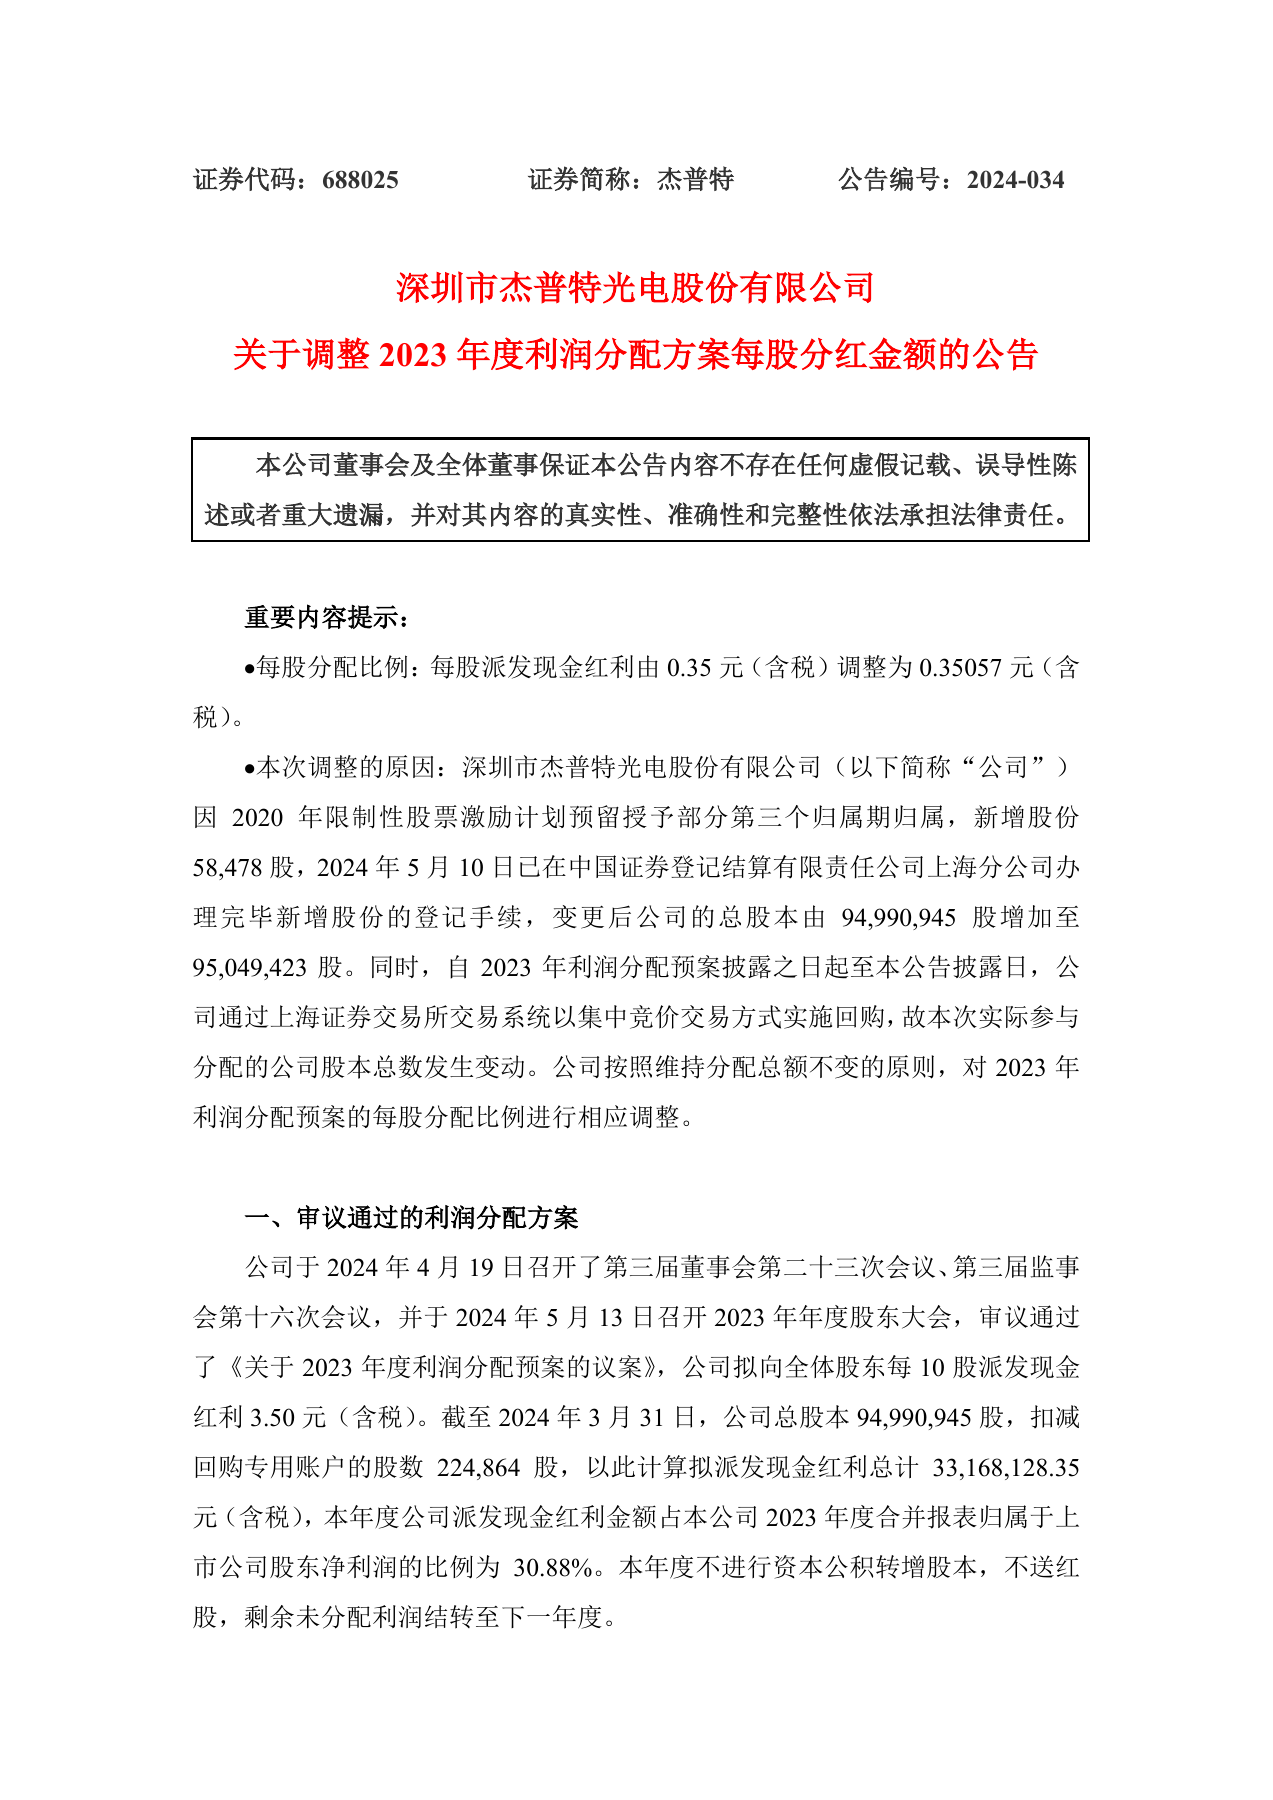 证券代码：688025 证券简称：杰普特 公告编号：2024-034
深圳市杰普特光电股份有限公司
关于调整 2023 年度利润分配方案每股分红金额的公告
本公司董事会及全体董事保证本公告内容不存在任何虚假记载、误导性陈
述或者重大遗漏，并对其内容的真实性、准确性和完整性依法承担法律责任。
重要内容提示：
●每股分配比例：每股派发现金红利由 0.35 元（含税）调整为 0.35057 元（含
税）。
●本次调整的原因：深圳市杰普特光电股份有限公司（以下简称“公司”）
因 2020 年限制性股票激励计划预留授予部分第三个归属期归属，新增股份
58,478 股，2024 年 5 月 10 日已在中国证券登记结算有限责任公司上海分公司办
理完毕新增股份的登记手续，变更后公司的总股本由 94,990,945 股增加至
95,049,423 股。同时，自 2023 年利润分配预案披露之日起至本公告披露日，公
司通过上海证券交易所交易系统以集中竞价交易方式实施回购，故本次实际参与
分配的公司股本总数发生变动。公司按照维持分配总额不变的原则，对 2023 年
利润分配预案的每股分配比例进行相应调整。
一、审议通过的利润分配方案
公司于 2024 年 4 月 19 日召开了第三届董事会第二十三次会议、第三届监事
会第十六次会议，并于 2024 年 5 月 13 日召开 2023 年年度股东大会，审议通过
了《关于 2023 年度利润分配预案的议案》，公司拟向全体股东每 10 股派发现金
红利 3.50 元（含税）。截至 2024 年 3 月 31 日，公司总股本 94,990,945 股，扣减
回购专用账户的股数 224,864 股，以此计算拟派发现金红利总计 33,168,128.35
元（含税），本年度公司派发现金红利金额占本公司 2023 年度合并报表归属于上
市公司股东净利润的比例为 30.88%。本年度不进行资本公积转增股本，不送红
股，剩余未分配利润结转至下一年度。